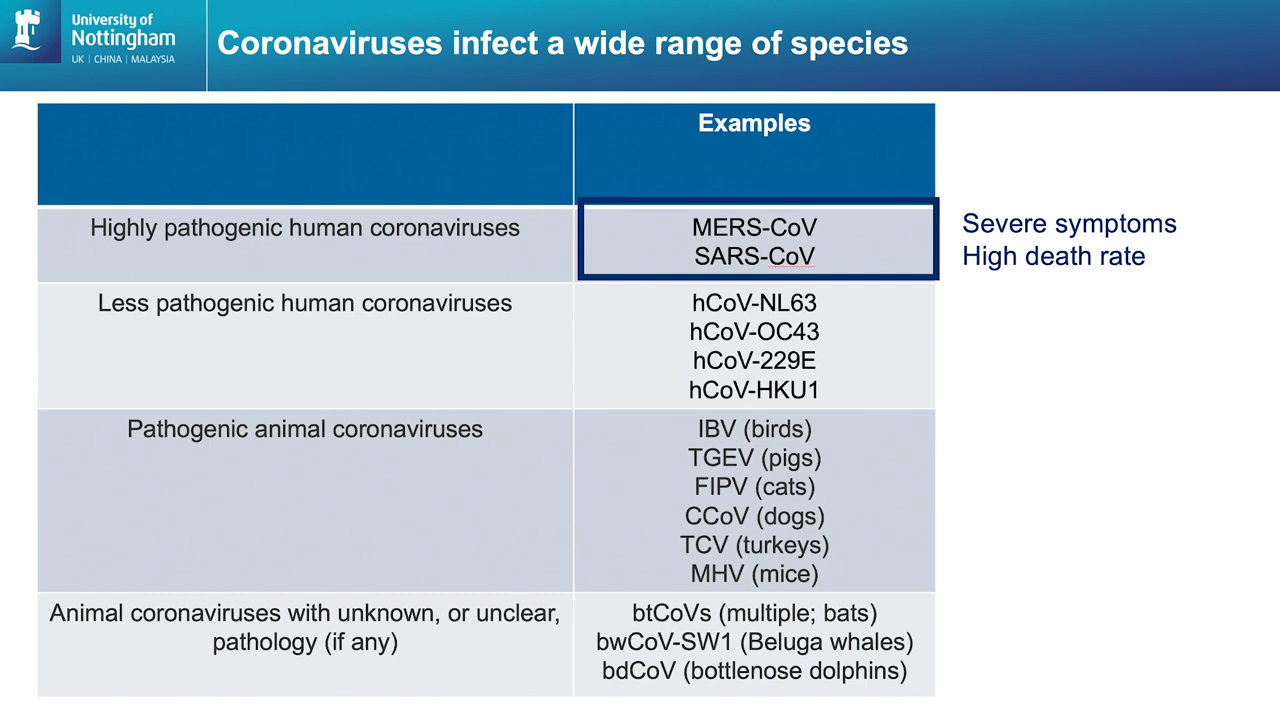 University of
Nottingham
UK | CHINA | MALAYSIA
Coronaviruses infect a wide range of species
Examples
Highly pathogenic human coronaviruses
MERS-CoV
SARS-CoV
Severe symptoms
High death rate
Less pathogenic human coronaviruses
hCoV-NL63
hCoV-OC43
hCoV-229E
hCoV-HKU1
Pathogenic animal coronaviruses
IBV (birds)
TGEV (pigs)
FIPV (cats)
CCoV (dogs)
TCV (turkeys)
MHV (mice)
Animal coronaviruses with unknown, or unclear,
pathology (if any)
btCoVs (multiple; bats)
bwCoV-SW1 (Beluga whales)
bdCoV (bottlenose dolphins)